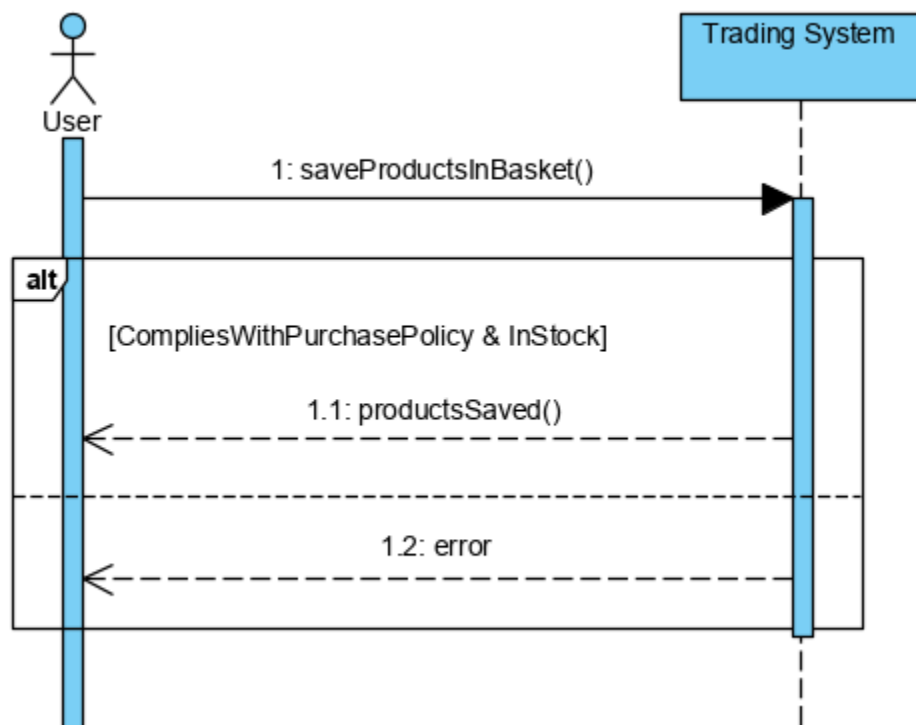 Trading System
User
1: saveProductsInBasket()
alt
[CompliesWithPurchasePolicy & InStock]
1.1: productsSaved()
1.2: error